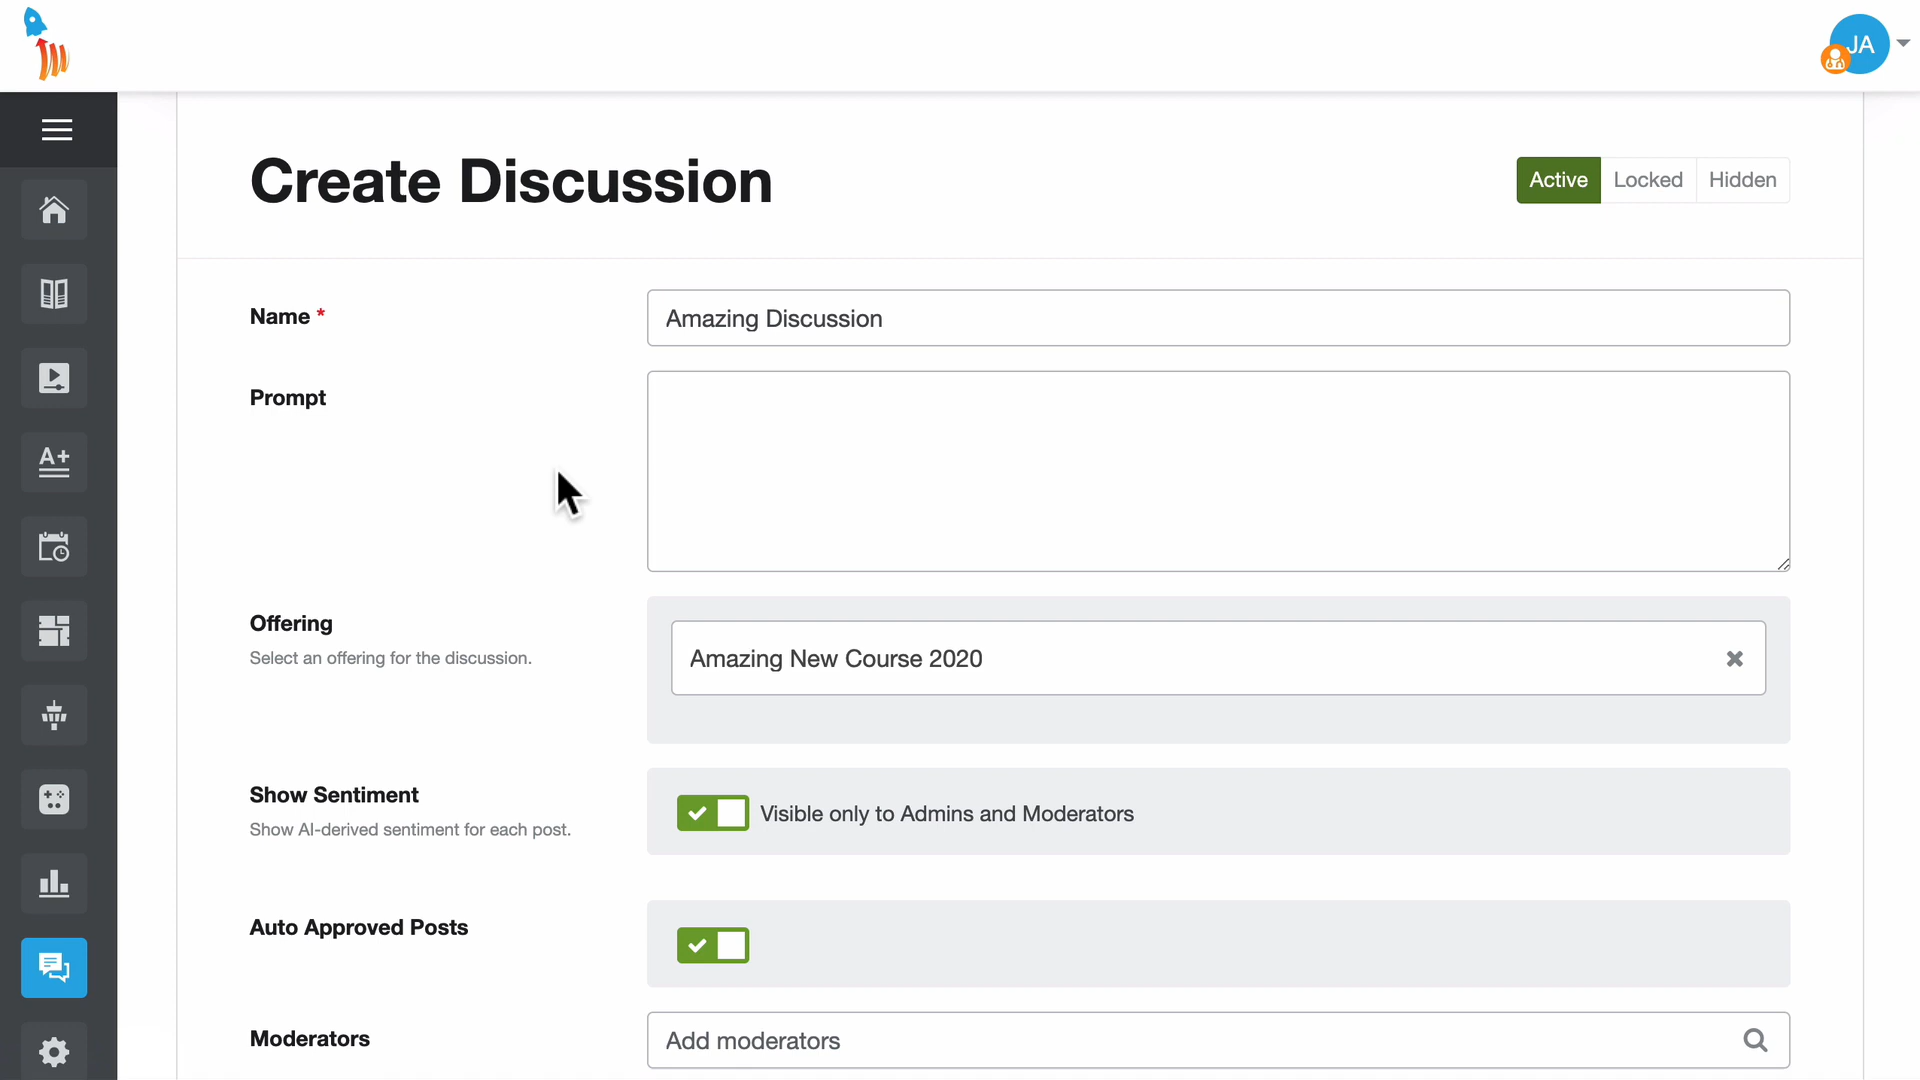 JA
Create Discussion
Active Locked Hidden
Name *
Amazing Discussion
Prompt
Offering
Select an offering for the discussion.
Amazing New Course 2020
Show Sentiment
Show AI-derived sentiment for each post.
Visible only to Admins and Moderators
Auto Approved Posts
Moderators
Add moderators
A+